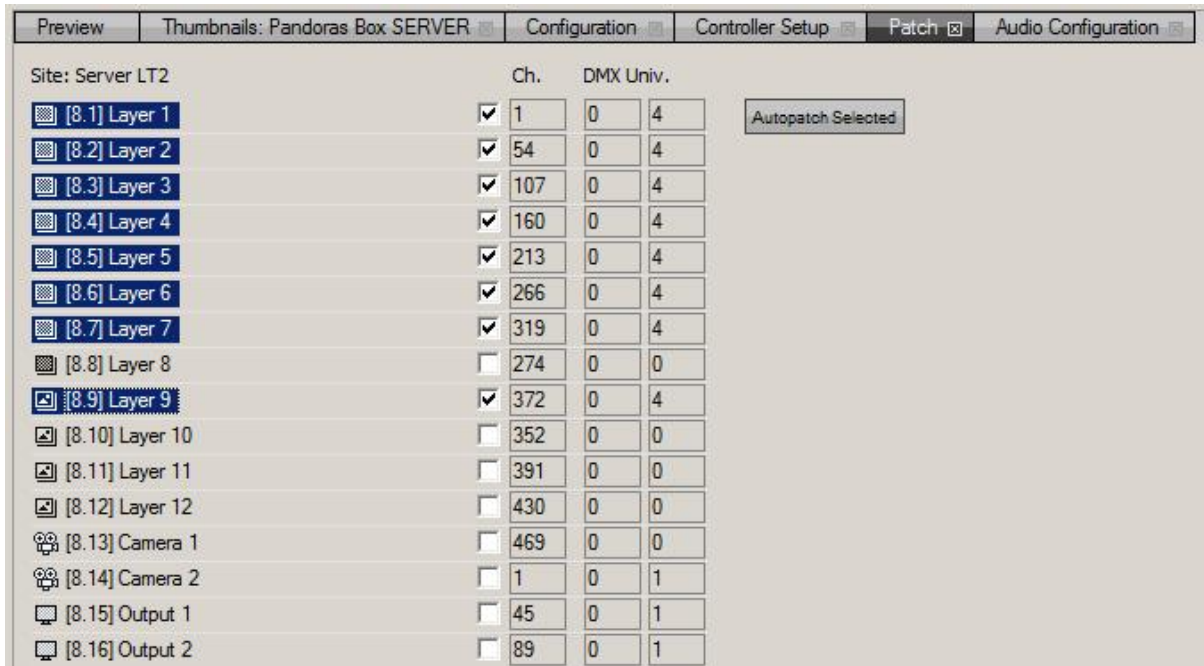 Preview Thumbnails: Pandoras Box SERVER Configuration Controller Setup Patch Audio Configuration
Site: Server LT2 Ch. DMX Univ.
[8.1] Layer 1 1 0 4 Autopatch Selected
[8.2] Layer 2 54 0 4
[8.3] Layer 3 107 0 4
[8.4] Layer 4 160 0 4
[8.5] Layer 5 213 0 4
[8.6] Layer 6 266 0 4
[8.7] Layer 7 319 0 4
[8.8] Layer 8 274 0 0
[8.9] Layer 9 372 0 4
[8.10] Layer 10 352 0 0
[8.11] Layer 11 391 0 0
[8.12] Layer 12 430 0 0
[8.13] Camera 1 469 0 0
[8.14] Camera 2 1 0 1
[8.15] Output 1 45 0 1
[8.16] Output 2 89 0 1